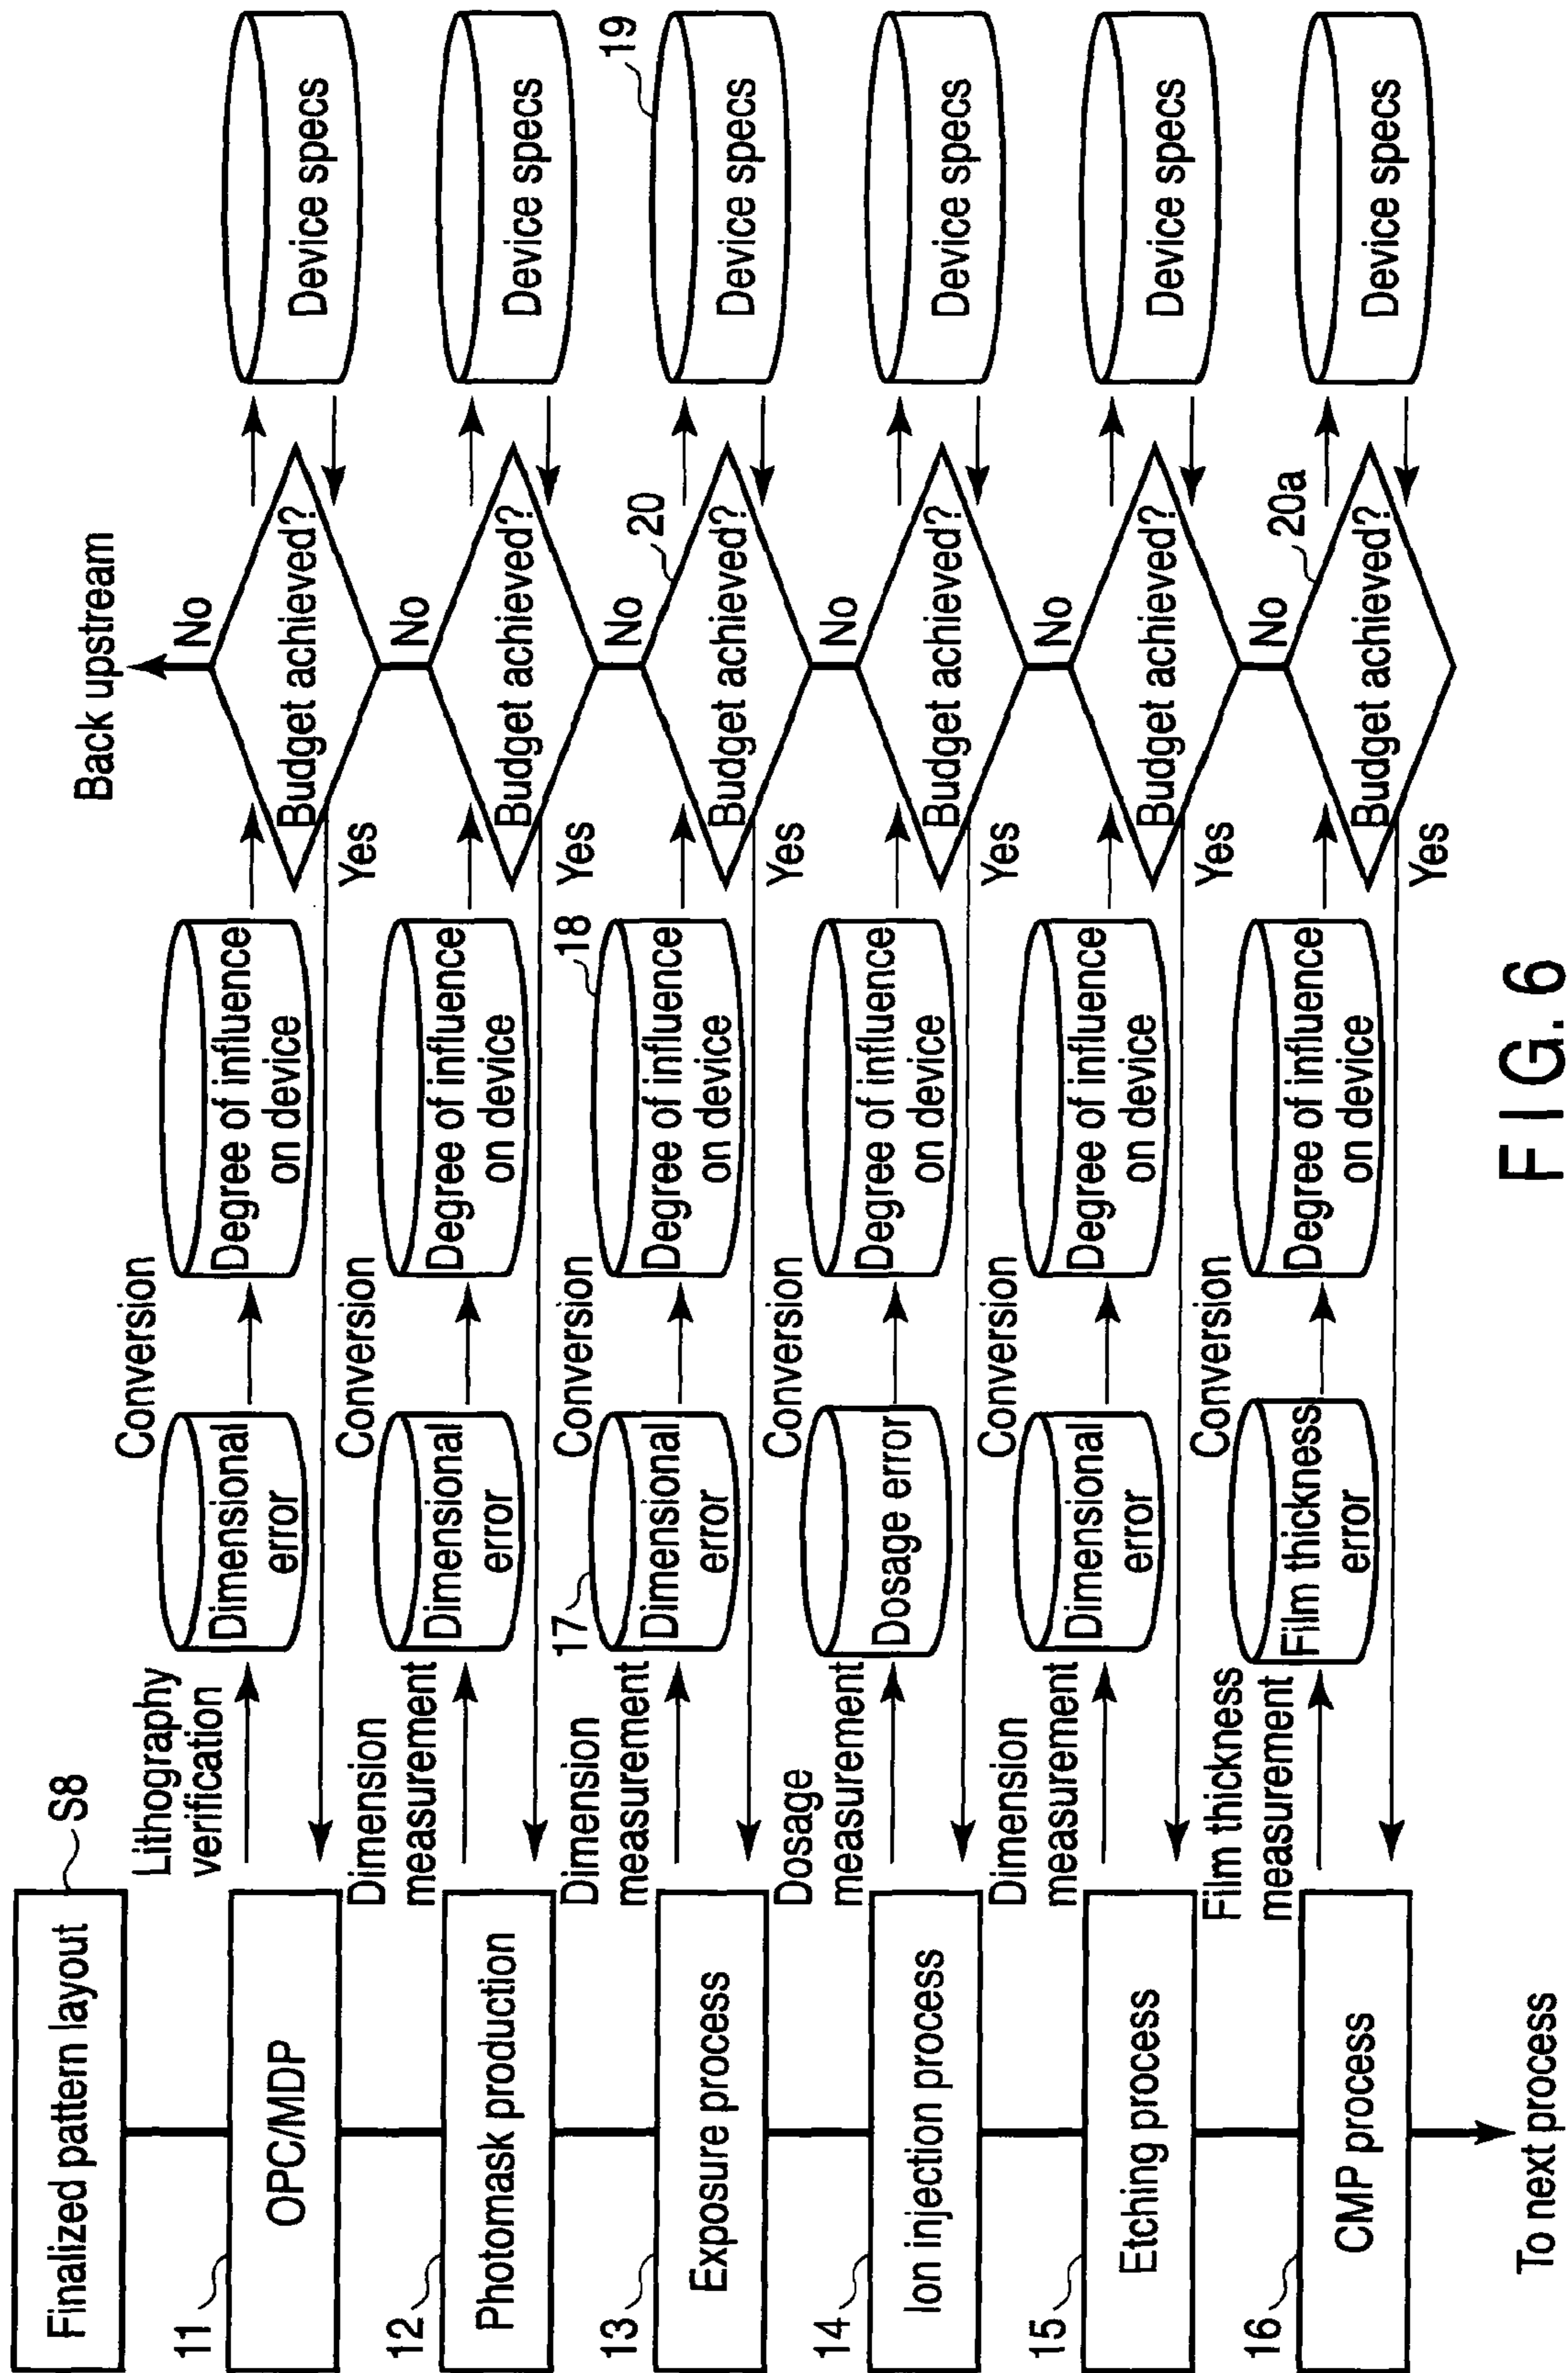 Finalized pattern layout
S8
Back upstream
11
OPC/MDP
Lithography
verification
Dimensional
error
Conversion
Degree of influence
on device
No
Budget achieved?
Yes
Device specs
12
Photomask production
Dimension
measurement
Dimensional
error
Conversion
Degree of influence
on device
No
Budget achieved?
Yes
Device specs
13
Exposure process
Dimension
measurement
17
Dimensional
error
Conversion
18
Degree of influence
on device
No
20
Budget achieved?
Yes
19
Device specs
14
Ion injection process
Dosage
measurement
Dosage error
Conversion
Degree of influence
on device
No
Budget achieved?
Yes
Device specs
15
Etching process
Dimension
measurement
Dimensional
error
Conversion
Degree of influence
on device
No
Budget achieved?
Yes
Device specs
16
CMP process
Film thickness
measurement
Film thickness
error
Conversion
Degree of influence
on device
No
20a
Budget achieved?
Yes
Device specs
To next process
FIG. 6